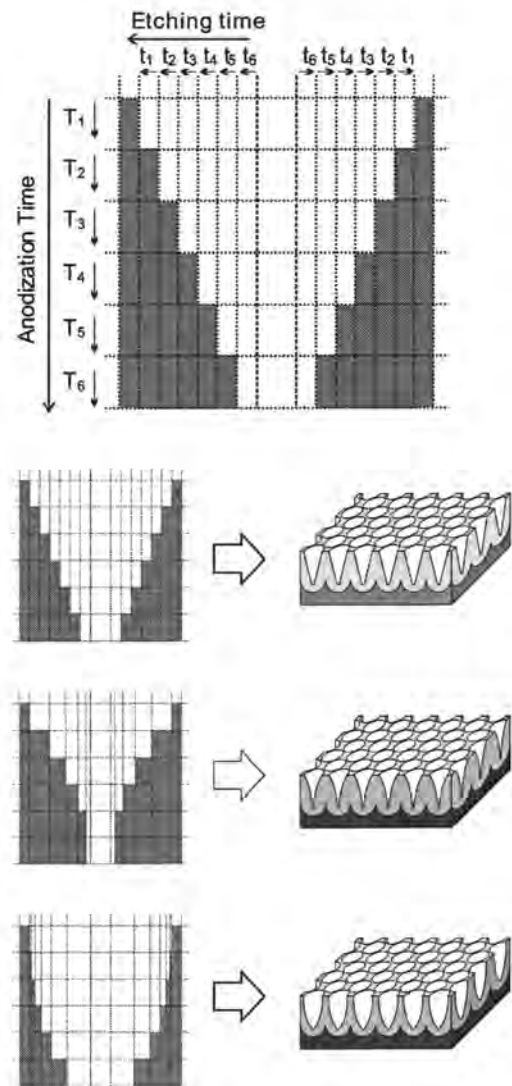 Etching time
t₁ t₂ t₃ t₄ t₅ t₆ t₆ t₅ t₄ t₃ t₂ t₁
Anodization Time
T₁
T₂
T₃
T₄
T₅
T₆